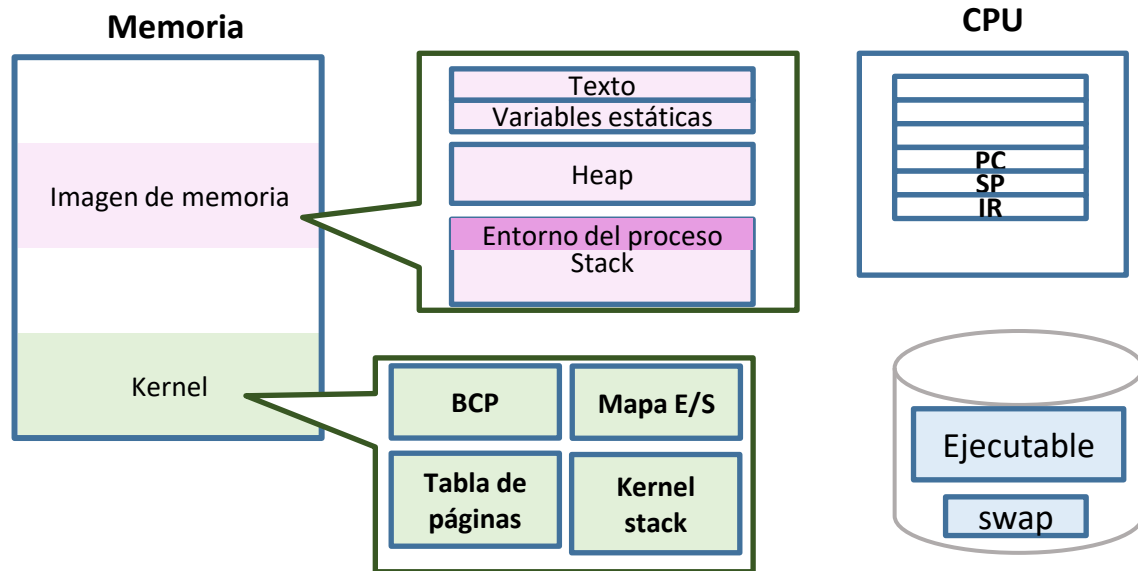 Memoria
CPU
Imagen de memoria
Texto
Variables estáticas
Heap
Entorno del proceso
Stack
PC
SP
IR
Kernel
BCP
Mapa E/S
Tabla de
páginas
Kernel
stack
Ejecutable
swap